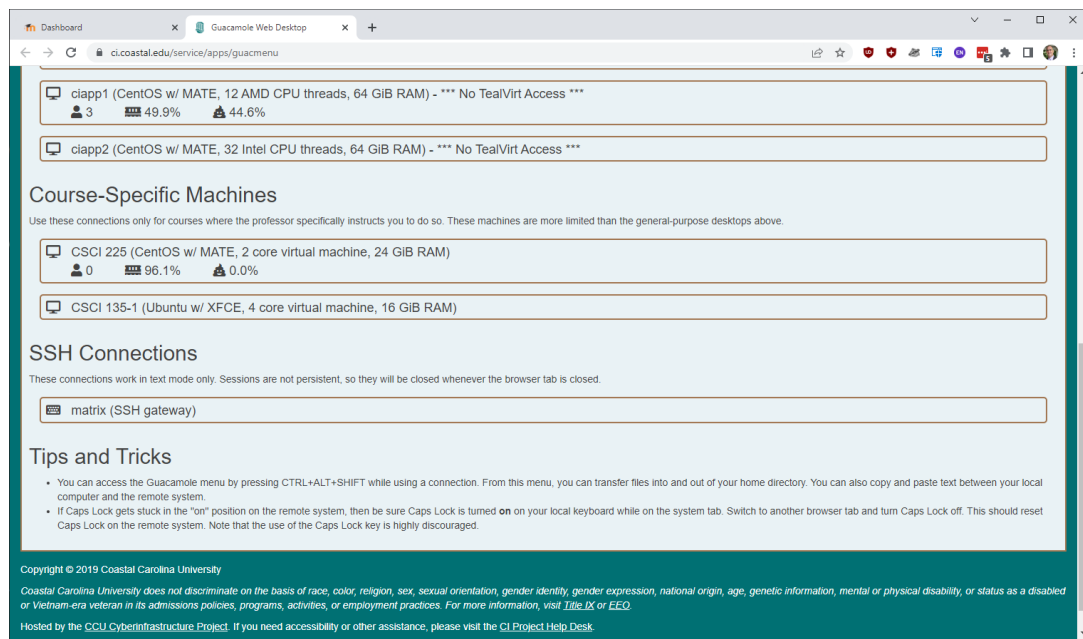 Dashboard
Guacamole Web Desktop
ci.coastal.edu/service/apps/guacmenu
EN
5
ciapp1 (CentOS w/ MATE, 12 AMD CPU threads, 64 GiB RAM) - *** No TealVirt Access ***
3 49.9% 44.6%
ciapp2 (CentOS w/ MATE, 32 Intel CPU threads, 64 GiB RAM) - *** No TealVirt Access ***
Course-Specific Machines
Use these connections only for courses where the professor specifically instructs you to do so. These machines are more limited than the general-purpose desktops above.
CSCI 225 (CentOS w/ MATE, 2 core virtual machine, 24 GiB RAM)
0 96.1% 0.0%
CSCI 135-1 (Ubuntu w/ XFCE, 4 core virtual machine, 16 GiB RAM)
SSH Connections
These connections work in text mode only. Sessions are not persistent, so they will be closed whenever the browser tab is closed.
matrix (SSH gateway)
Tips and Tricks
• You can access the Guacamole menu by pressing CTRL+ALT+SHIFT while using a connection. From this menu, you can transfer files into and out of your home directory. You can also copy and paste text between your local
computer and the remote system.
• If Caps Lock gets stuck in the "on" position on the remote system, then be sure Caps Lock is turned on on your local keyboard while on the system tab. Switch to another browser tab and turn Caps Lock off. This should reset
Caps Lock on the remote system. Note that the use of the Caps Lock key is highly discouraged.
Copyright © 2019 Coastal Carolina University
Coastal Carolina University does not discriminate on the basis of race, color, religion, sex, sexual orientation, gender identity, gender expression, national origin, age, genetic information, mental or physical disability, or status as a disabled
or Vietnam-era veteran in its admissions policies, programs, activities, or employment practices. For more information, visit Title IX or EEO.
Hosted by the CCU Cyberinfrastructure Project. If you need accessibility or other assistance, please visit the CI Project Help Desk.